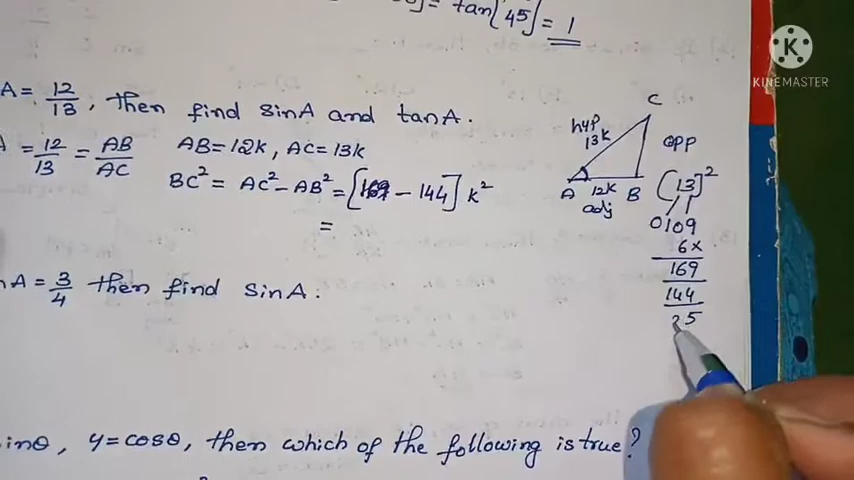 = tan[45] = 1
A = 12/13, then find sinA and tanA.
= 12/13 = AB/AC AB = 12k, AC = 13k
BC² = AC² - AB² = [169 - 144] k²
=
C
hyp
13k
opp
A 12k B
adj
(13)²
0109
6x
169
144
25
nA = 3/4 then find sinA.
inθ, y = cosθ, then which of the following is true?
K
KINEMASTER